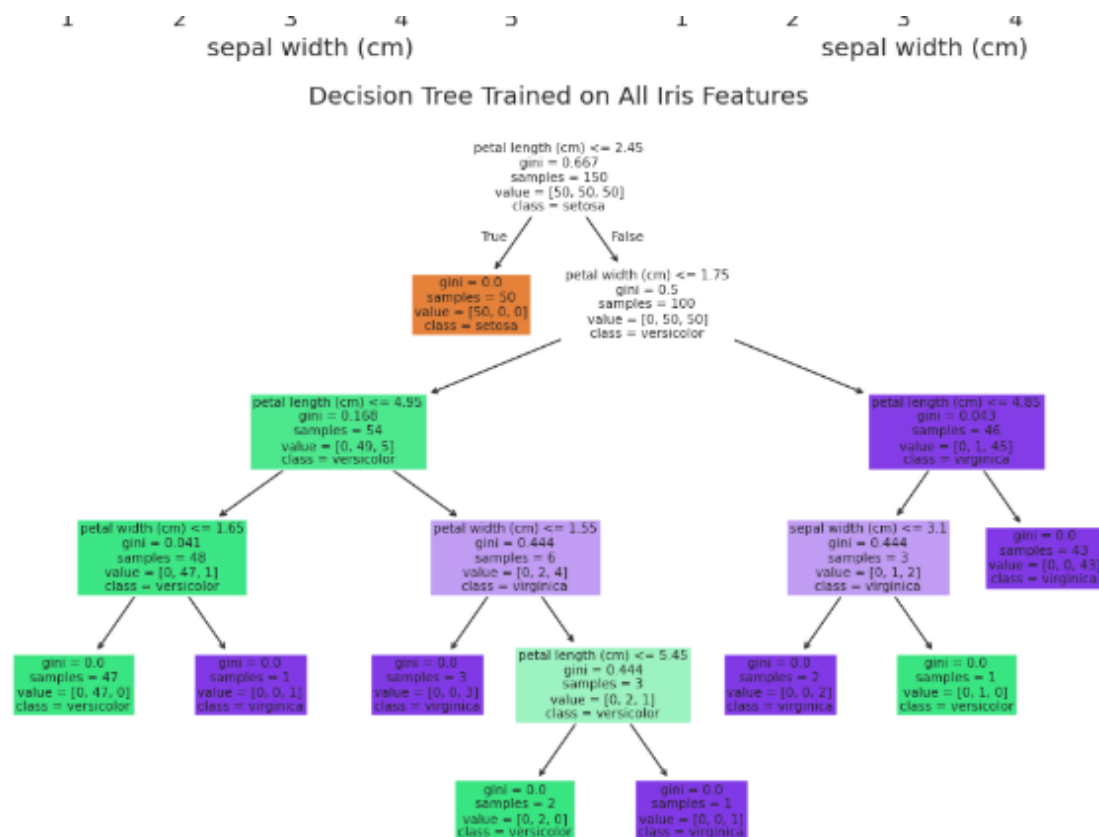 1 2 3 4 5 1 2 3 4
sepal width (cm) sepal width (cm)
Decision Tree Trained on All Iris Features
petal length (cm) <= 2.45
gini = 0.667
samples = 150
value = [50, 50, 50]
class = setosa
True
False
gini = 0.0
samples = 50
value = [50, 0, 0]
class = setosa
petal width (cm) <= 1.75
gini = 0.5
samples = 100
value = [0, 50, 50]
class = versicolor
petal length (cm) <= 4.95
gini = 0.168
samples = 54
value = [0, 49, 5]
class = versicolor
petal length (cm) <= 4.85
gini = 0.043
samples = 46
value = [0, 1, 45]
class = virginica
petal width (cm) <= 1.65
gini = 0.041
samples = 48
value = [0, 47, 1]
class = versicolor
petal width (cm) <= 1.55
gini = 0.444
samples = 6
value = [0, 2, 4]
class = virginica
sepal width (cm) <= 3.1
gini = 0.444
samples = 3
value = [0, 1, 2]
class = virginica
gini = 0.0
samples = 43
value = [0, 0, 43]
class = virginica
gini = 0.0
samples = 47
value = [0, 47, 0]
class = versicolor
gini = 0.0
samples = 1
value = [0, 0, 1]
class = virginica
gini = 0.0
samples = 3
value = [0, 0, 3]
class = virginica
petal length (cm) <= 5.45
gini = 0.444
samples = 3
value = [0, 2, 1]
class = versicolor
gini = 0.0
samples = 2
value = [0, 0, 2]
class = virginica
gini = 0.0
samples = 1
value = [0, 1, 0]
class = versicolor
gini = 0.0
samples = 2
value = [0, 2, 0]
class = versicolor
gini = 0.0
samples = 1
value = [0, 0, 1]
class = virginica